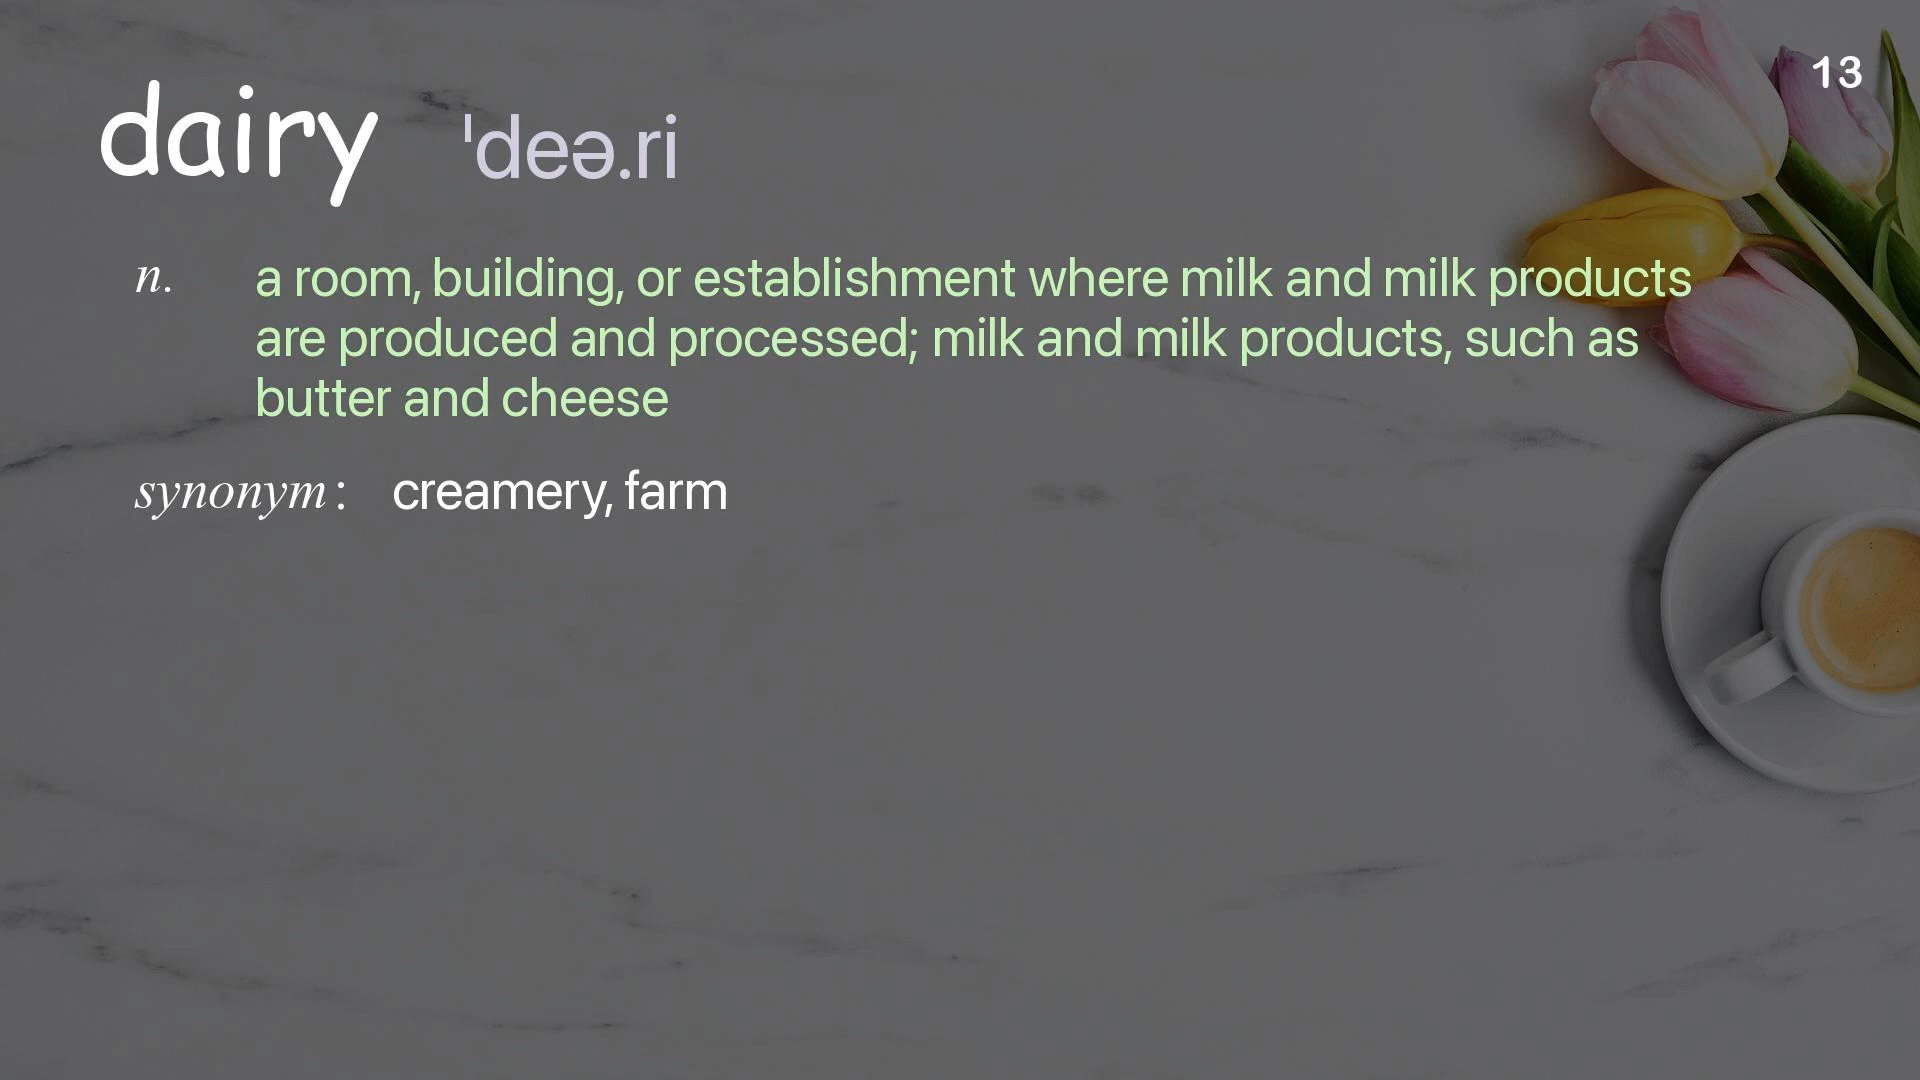 13
dairy ˈdeə.ri
n. a room, building, or establishment where milk and milk products
are produced and processed; milk and milk products, such as
butter and cheese
synonym: creamery, farm